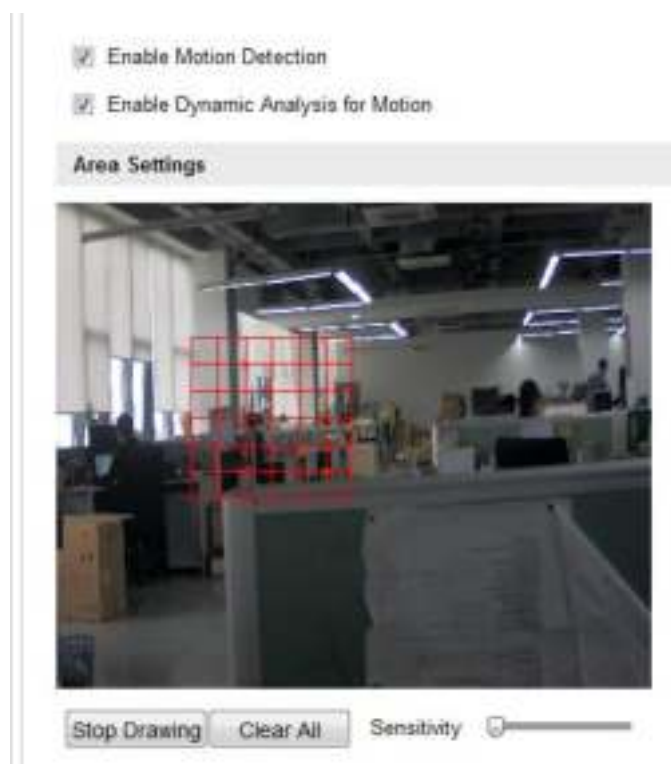 Enable Motion Detection
Enable Dynamic Analysis for Motion
Area Settings
Stop Drawing Clear All Sensitivity